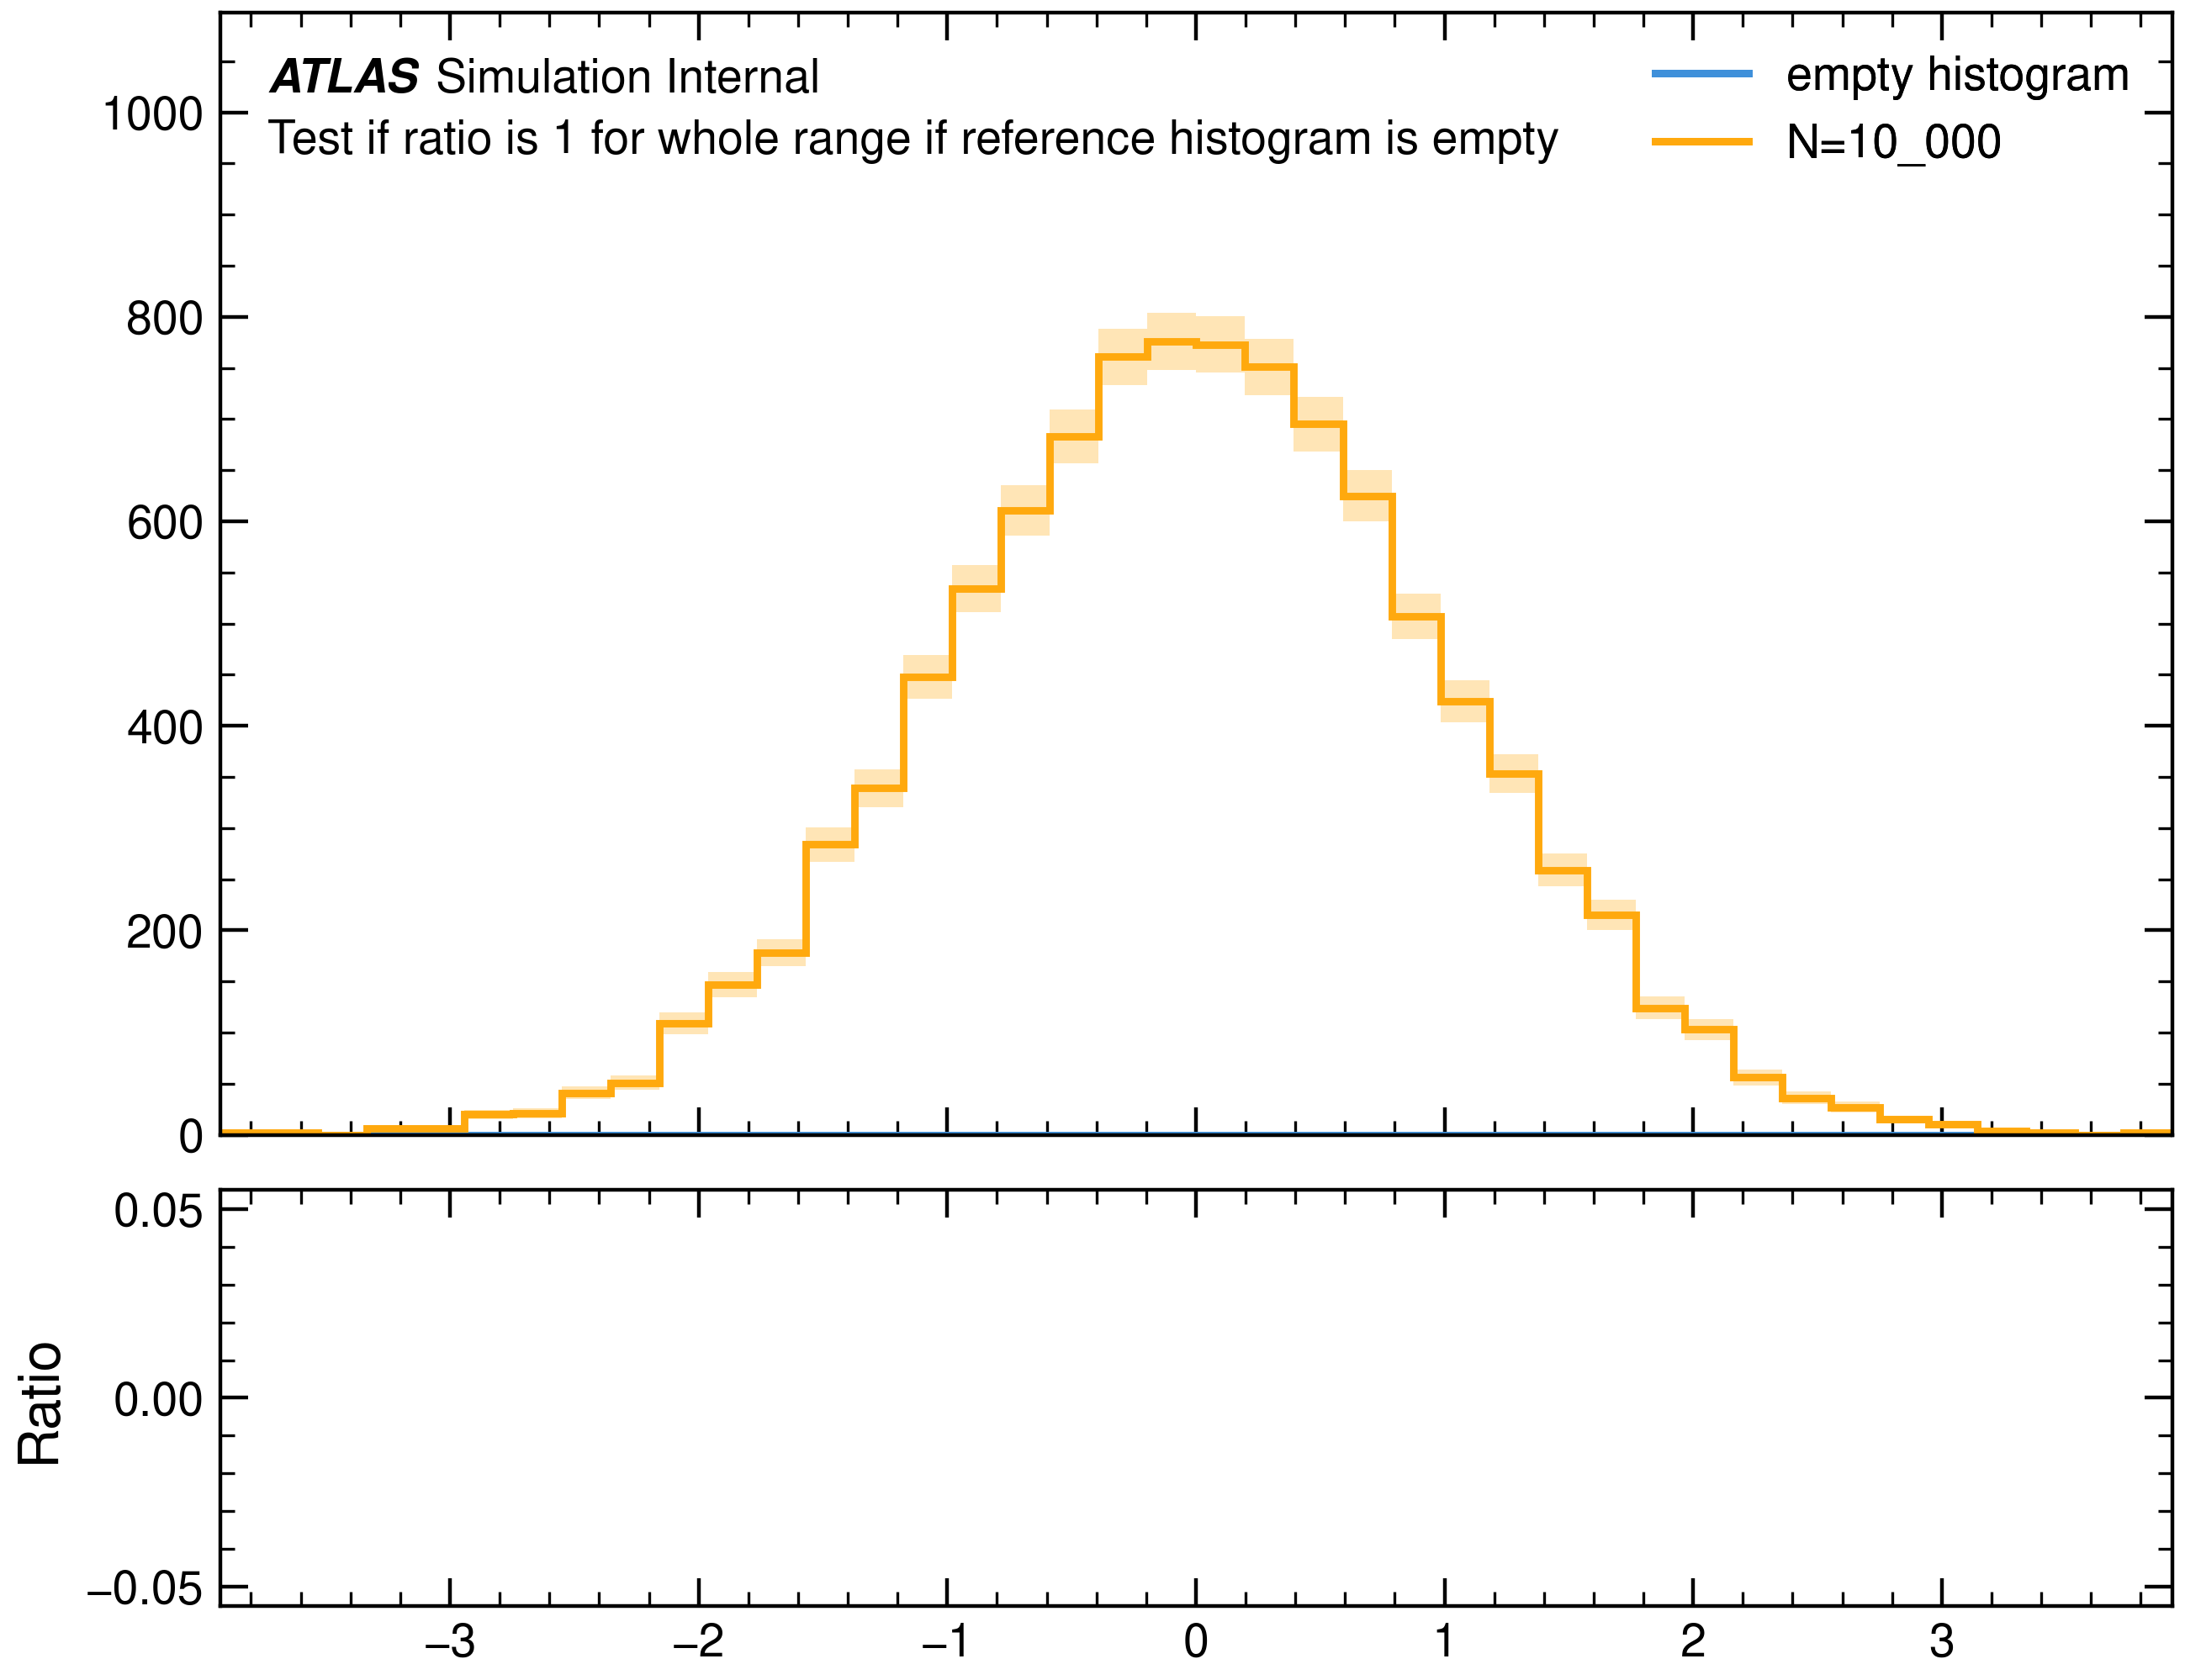 ATLAS Simulation Internal
Test if ratio is 1 for whole range if reference histogram is empty
empty histogram
N=10_000
1000
800
600
400
200
0
0.05
0.00
−0.05
Ratio
−3 −2 −1 0 1 2 3